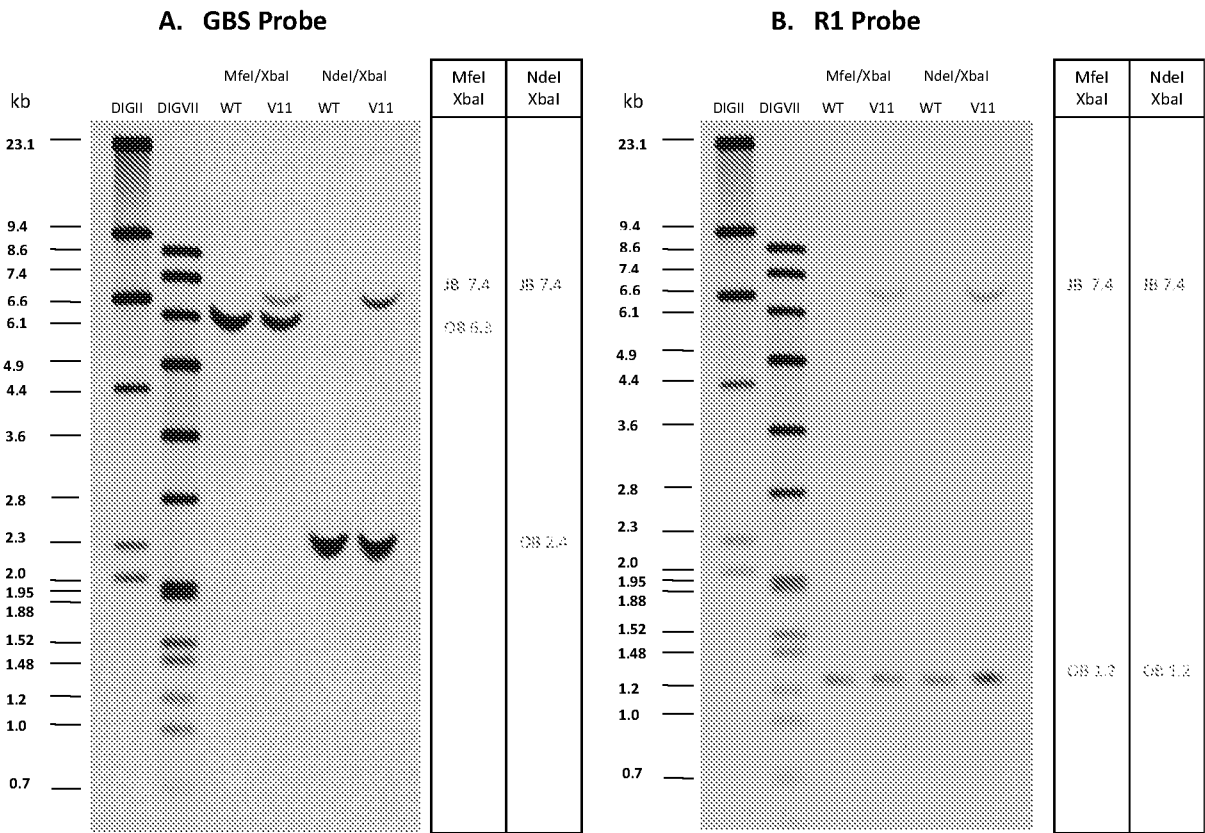 A. GBS Probe
MfeI/XbaI NdeI/XbaI
kb DIGII DIGVII WT V11 WT V11
MfeI XbaI
NdeI XbaI
23.1
9.4
8.6
7.4
6.6
6.1
4.9
4.4
3.6
2.8
2.3
2.0
1.95
1.88
1.52
1.48
1.2
1.0
0.7
JB 7.4 JB 7.4
OB 6.3
OB 2.4
B. R1 Probe
MfeI/XbaI NdeI/XbaI
kb DIGII DIGVII WT V11 WT V11
MfeI XbaI
NdeI XbaI
23.1
9.4
8.6
7.4
6.6
6.1
4.9
4.4
3.6
2.8
2.3
2.0
1.95
1.88
1.52
1.48
1.2
1.0
0.7
JB 7.4 JB 7.4
OB 1.2 OB 1.2